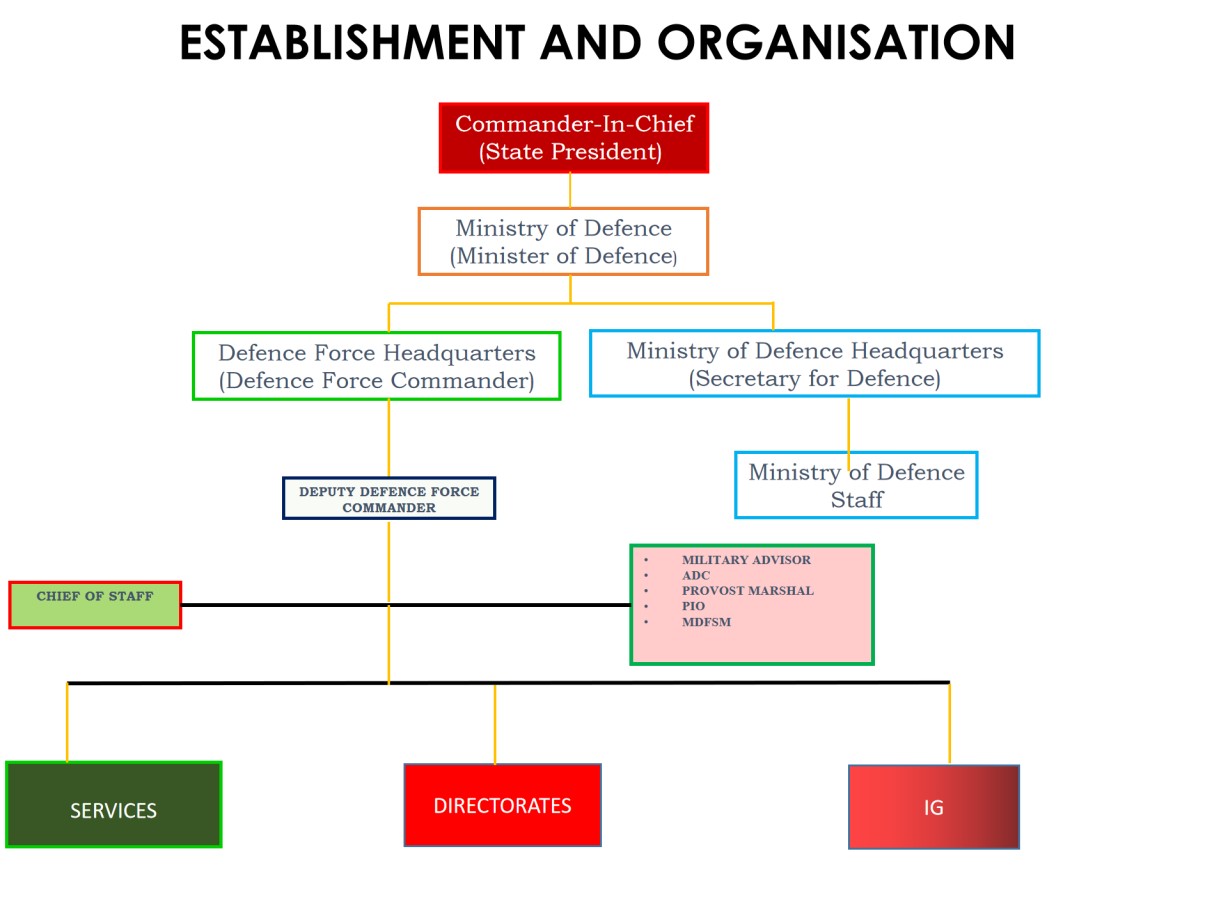 ESTABLISHMENT AND ORGANISATION
Commander-In-Chief
(State President)
Ministry of Defence
(Minister of Defence)
Defence Force Headquarters
(Defence Force Commander)
Ministry of Defence Headquarters
(Secretary for Defence)
DEPUTY DEFENCE FORCE
COMMANDER
Ministry of Defence
Staff
CHIEF OF STAFF
• MILITARY ADVISOR
• ADC
• PROVOST MARSHAL
• PIO
• MDFSM
SERVICES
DIRECTORATES
IG